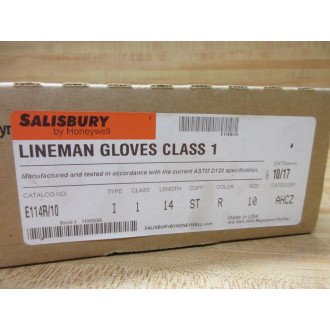 SALISBURY
by Honeywell
LINEMAN GLOVES CLASS 1
Manufactured and tested in accordance with the current ASTM D120 specification.
DATE
10/17
CATALOG NO. TYPE CLASS LENGTH CUFF COLOR SIZE CATEGORY
E114R/10 I 1 14 ST R 10 AHCZ
Made in USA
SALISBURYBYHONEYWELL.com